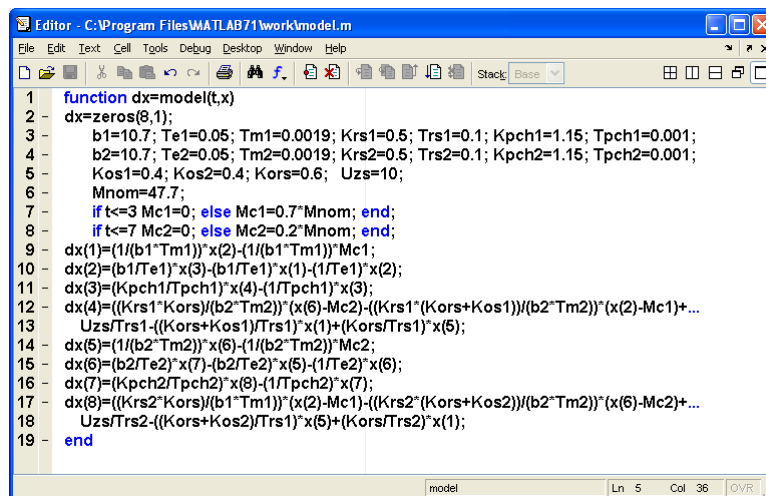 Editor - C:\Program Files\MATLAB71\work\model.m
File Edit Text Cell Tools Debug Desktop Window Help
Stack: Base
1 function dx=model(t,x)
2 - dx=zeros(8,1);
3 - b1=10.7; Te1=0.05; Tm1=0.0019; Krs1=0.5; Trs1=0.1; Kpch1=1.15; Tpch1=0.001;
4 - b2=10.7; Te2=0.05; Tm2=0.0019; Krs2=0.5; Trs2=0.1; Kpch2=1.15; Tpch2=0.001;
5 - Kos1=0.4; Kos2=0.4; Kors=0.6; Uzs=10;
6 - Mnom=47.7;
7 - if t<=3 Mc1=0; else Mc1=0.7*Mnom; end;
8 - if t<=7 Mc2=0; else Mc2=0.2*Mnom; end;
9 - dx(1)=(1/(b1*Tm1))*x(2)-(1/(b1*Tm1))*Mc1;
10 - dx(2)=(b1/Te1)*x(3)-(b1/Te1)*x(1)-(1/Te1)*x(2);
11 - dx(3)=(Kpch1/Tpch1)*x(4)-(1/Tpch1)*x(3);
12 - dx(4)=((Krs1*Kors)/(b2*Tm2))*(x(6)-Mc2)-((Krs1*(Kors+Kos1))/(b2*Tm2))*(x(2)-Mc1)+...
13 Uzs/Trs1-((Kors+Kos1)/Trs1)*x(1)+(Kors/Trs1)*x(5);
14 - dx(5)=(1/(b2*Tm2))*x(6)-(1/(b2*Tm2))*Mc2;
15 - dx(6)=(b2/Te2)*x(7)-(b2/Te2)*x(5)-(1/Te2)*x(6);
16 - dx(7)=(Kpch2/Tpch2)*x(8)-(1/Tpch2)*x(7);
17 - dx(8)=((Krs2*Kors)/(b1*Tm1))*(x(2)-Mc1)-((Krs2*(Kors+Kos2))/(b2*Tm2))*(x(6)-Mc2)+...
18 Uzs/Trs2-((Kors+Kos2)/Trs1)*x(5)+(Kors/Trs2)*x(1);
19 - end
model Ln 5 Col 36 OVR